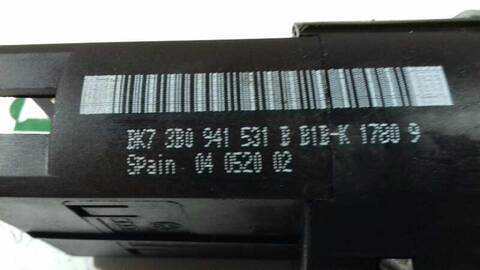 BK7 3B0 941 531 B B1B-K 1780 9
Spain 04 0520 02